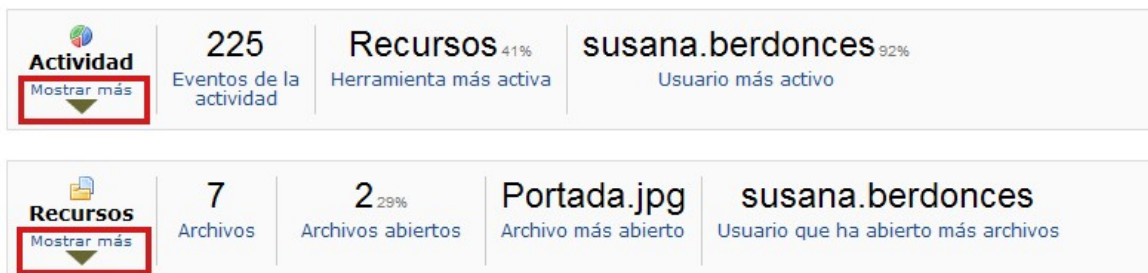 Actividad
Mostrar más
225
Eventos de la
actividad
Recursos 41%
Herramienta más activa
susana.berdonces 92%
Usuario más activo
Recursos
Mostrar más
7
Archivos
2 29%
Archivos abiertos
Portada.jpg
Archivo más abierto
susana.berdonces
Usuario que ha abierto más archivos